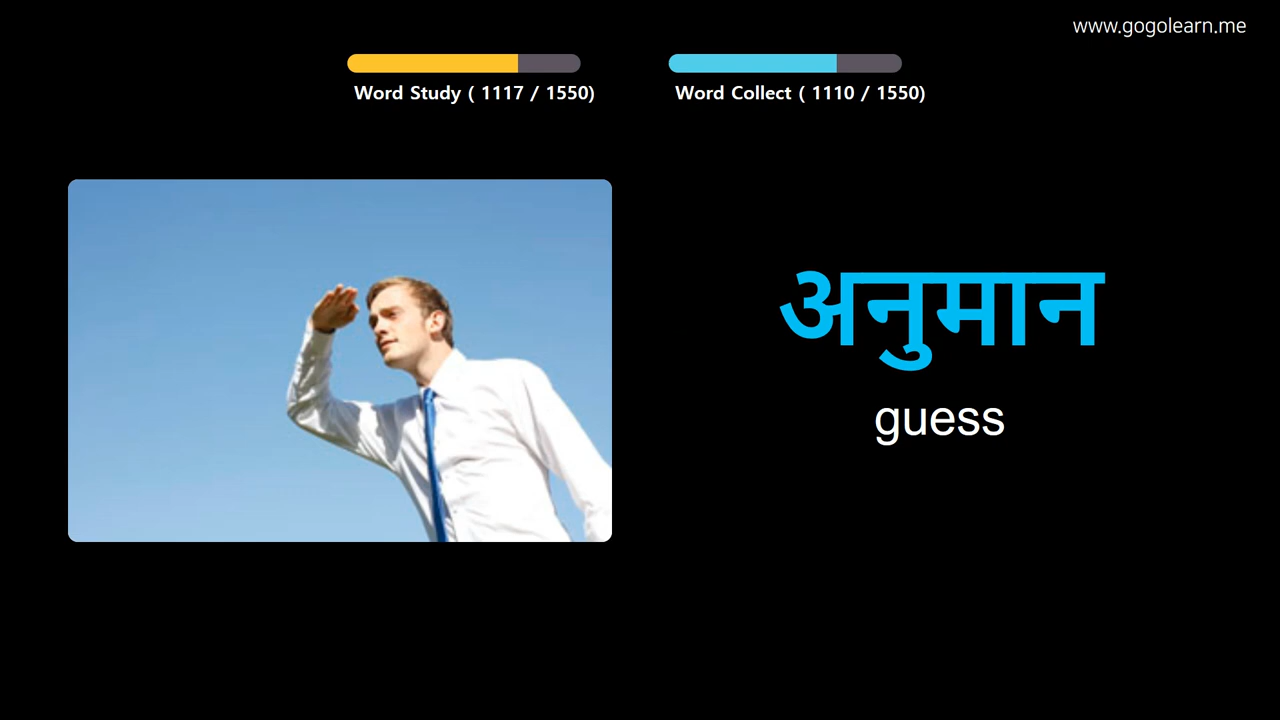 www.gogolearn.me
Word Study ( 1117 / 1550)
Word Collect ( 1110 / 1550)
अनुमान
guess